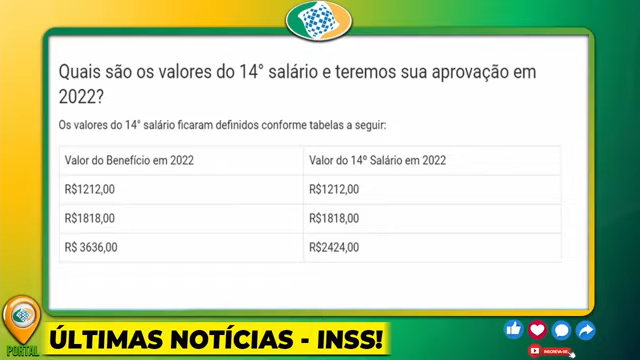 Quais são os valores do 14° salário e teremos sua aprovação em
2022?
Os valores do 14° salário ficaram definidos conforme tabelas a seguir:
Valor do Benefício em 2022
Valor do 14º Salário em 2022
R$1212,00
R$1212,00
R$1818,00
R$1818,00
R$ 3636,00
R$2424,00
PORTAL
ÚLTIMAS NOTÍCIAS - INSS!
INSCREVA-SE